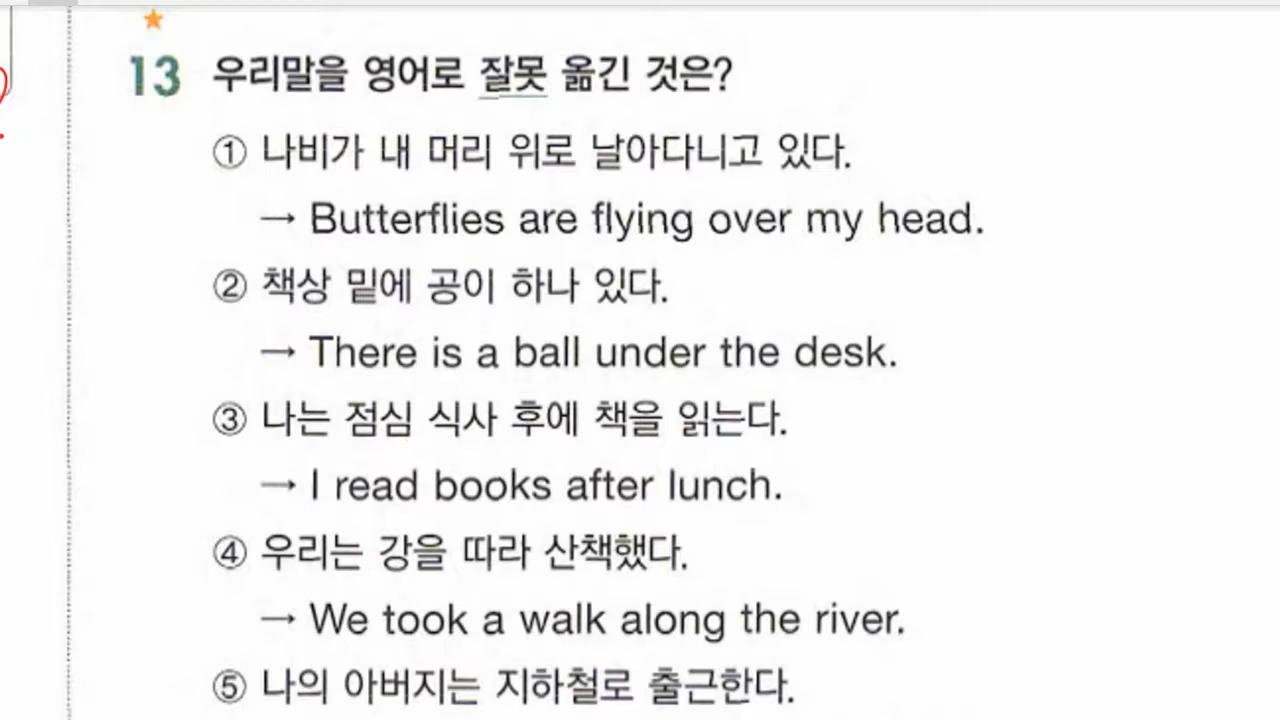 13 우리말을 영어로 잘못 옮긴 것은?
① 나비가 내 머리 위로 날아다니고 있다.
→ Butterflies are flying over my head.
② 책상 밑에 공이 하나 있다.
→ There is a ball under the desk.
③ 나는 점심 식사 후에 책을 읽는다.
→ I read books after lunch.
④ 우리는 강을 따라 산책했다.
→ We took a walk along the river.
⑤ 나의 아버지는 지하철로 출근한다.